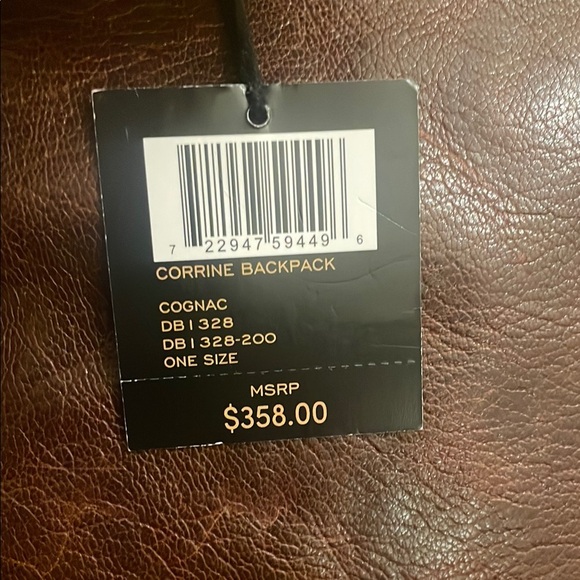 7 22947 59449 6
CORRINE BACKPACK
COGNAC
DB1328
DB1328-200
ONE SIZE
MSRP
$358.00